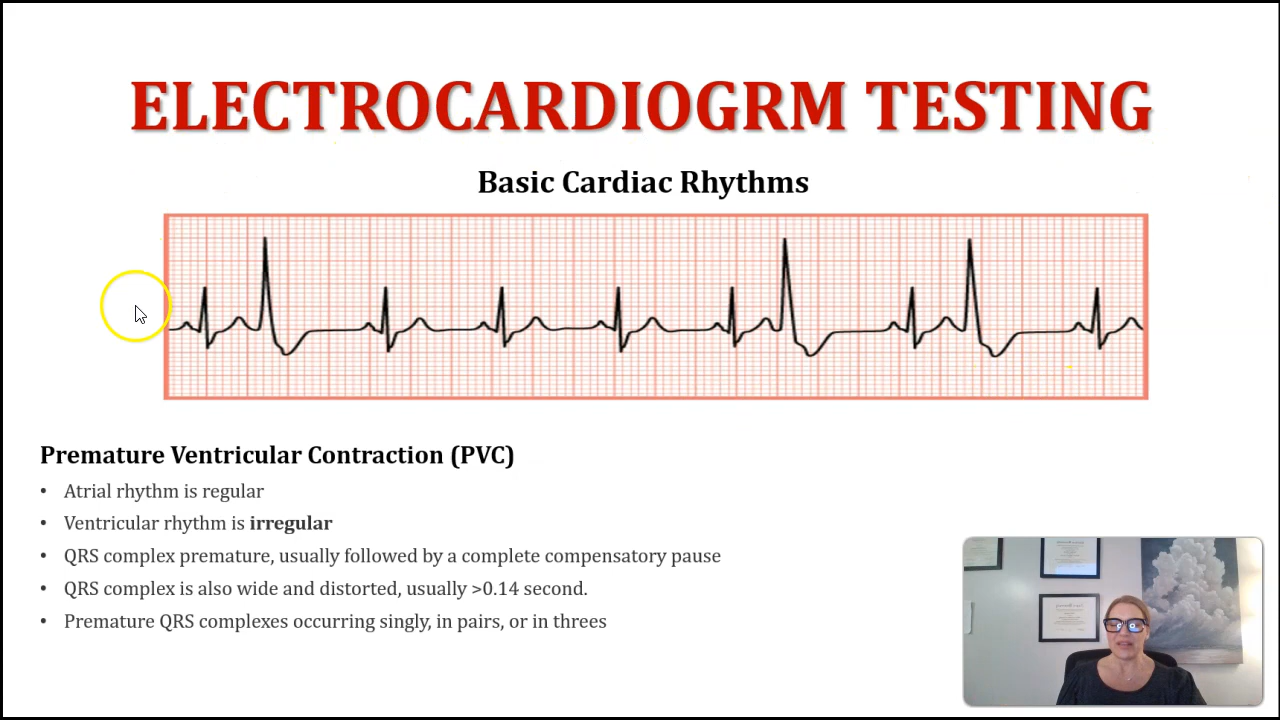 ELECTROCARDIOGRM TESTING
Basic Cardiac Rhythms
Premature Ventricular Contraction (PVC)
• Atrial rhythm is regular
• Ventricular rhythm is irregular
• QRS complex premature, usually followed by a complete compensatory pause
• QRS complex is also wide and distorted, usually >0.14 second.
• Premature QRS complexes occurring singly, in pairs, or in threes